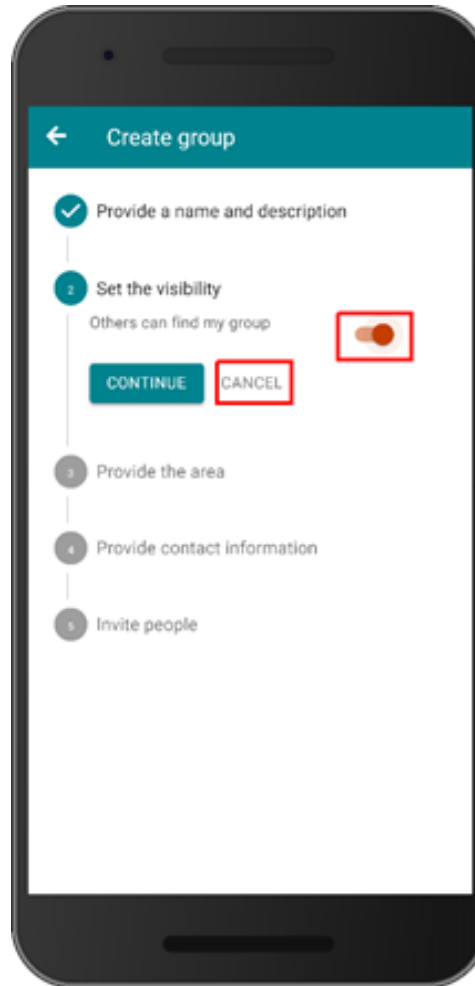 Create group
Provide a name and description
2 Set the visibility
Others can find my group
CONTINUE CANCEL
3 Provide the area
4 Provide contact information
5 Invite people